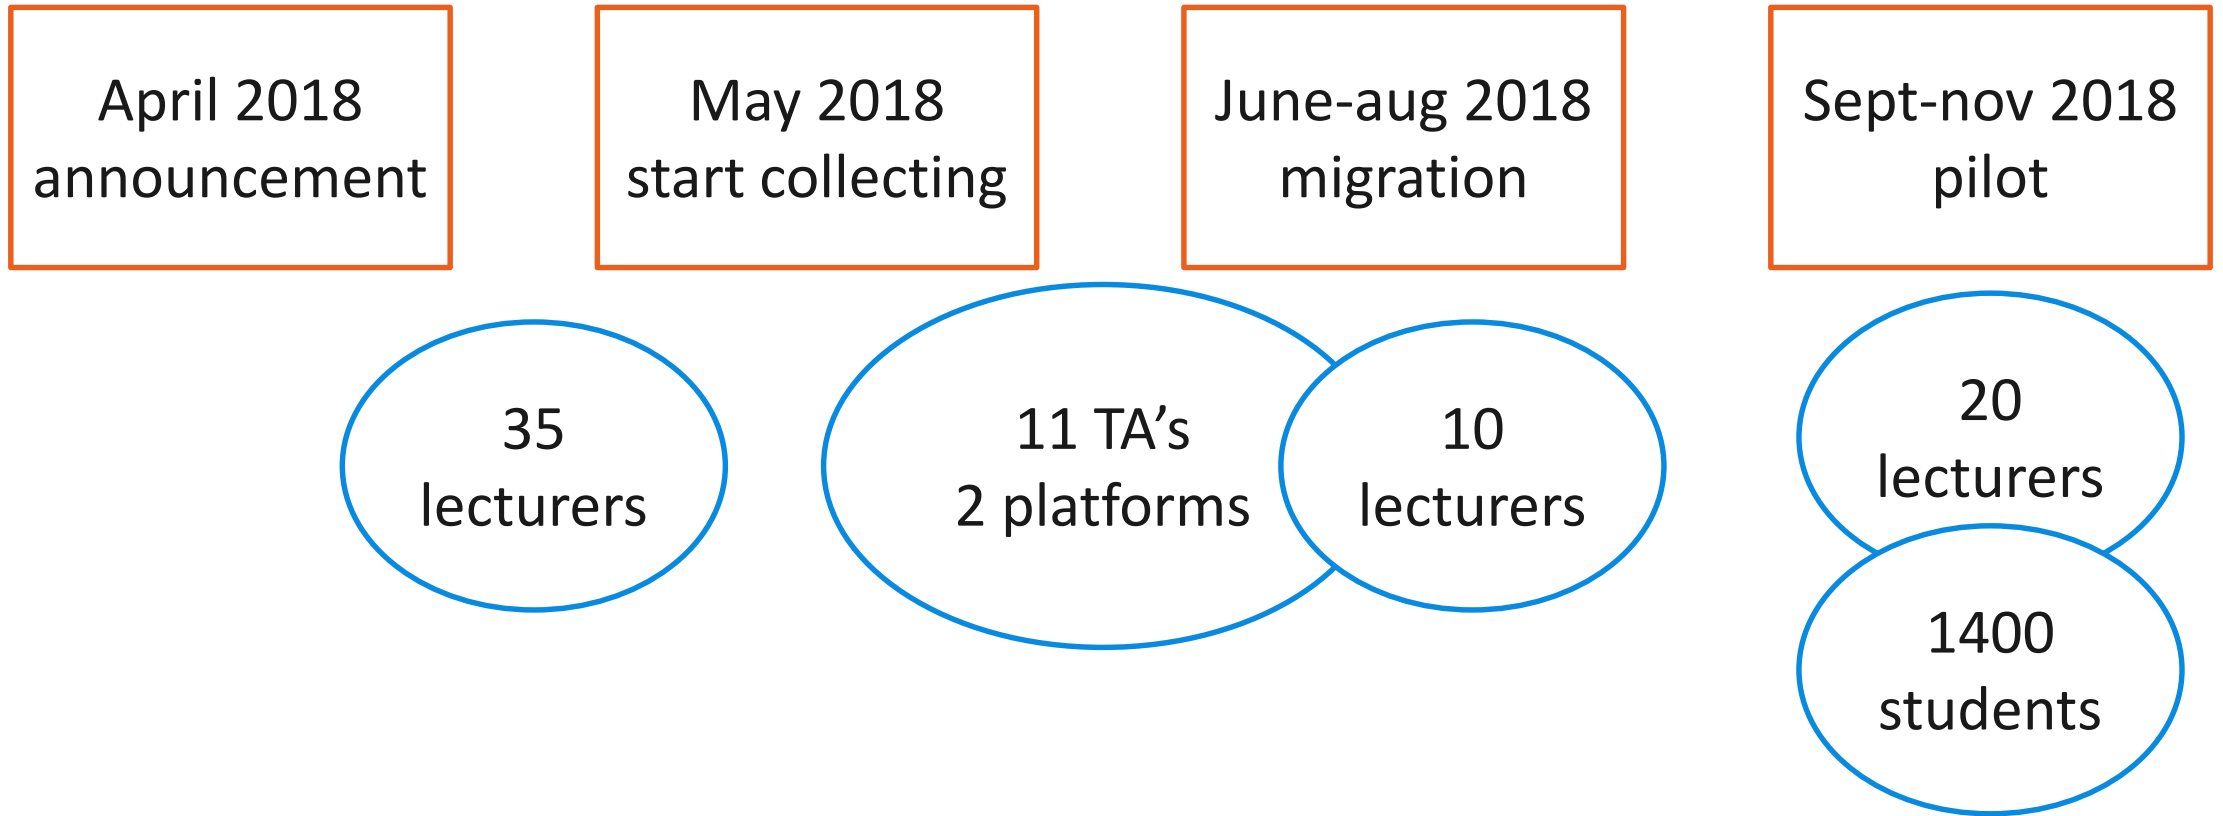 April 2018
announcement
May 2018
start collecting
June-aug 2018
migration
Sept-nov 2018
pilot
35
lecturers
11 TA’s
2 platforms
10
lecturers
20
lecturers
1400
students